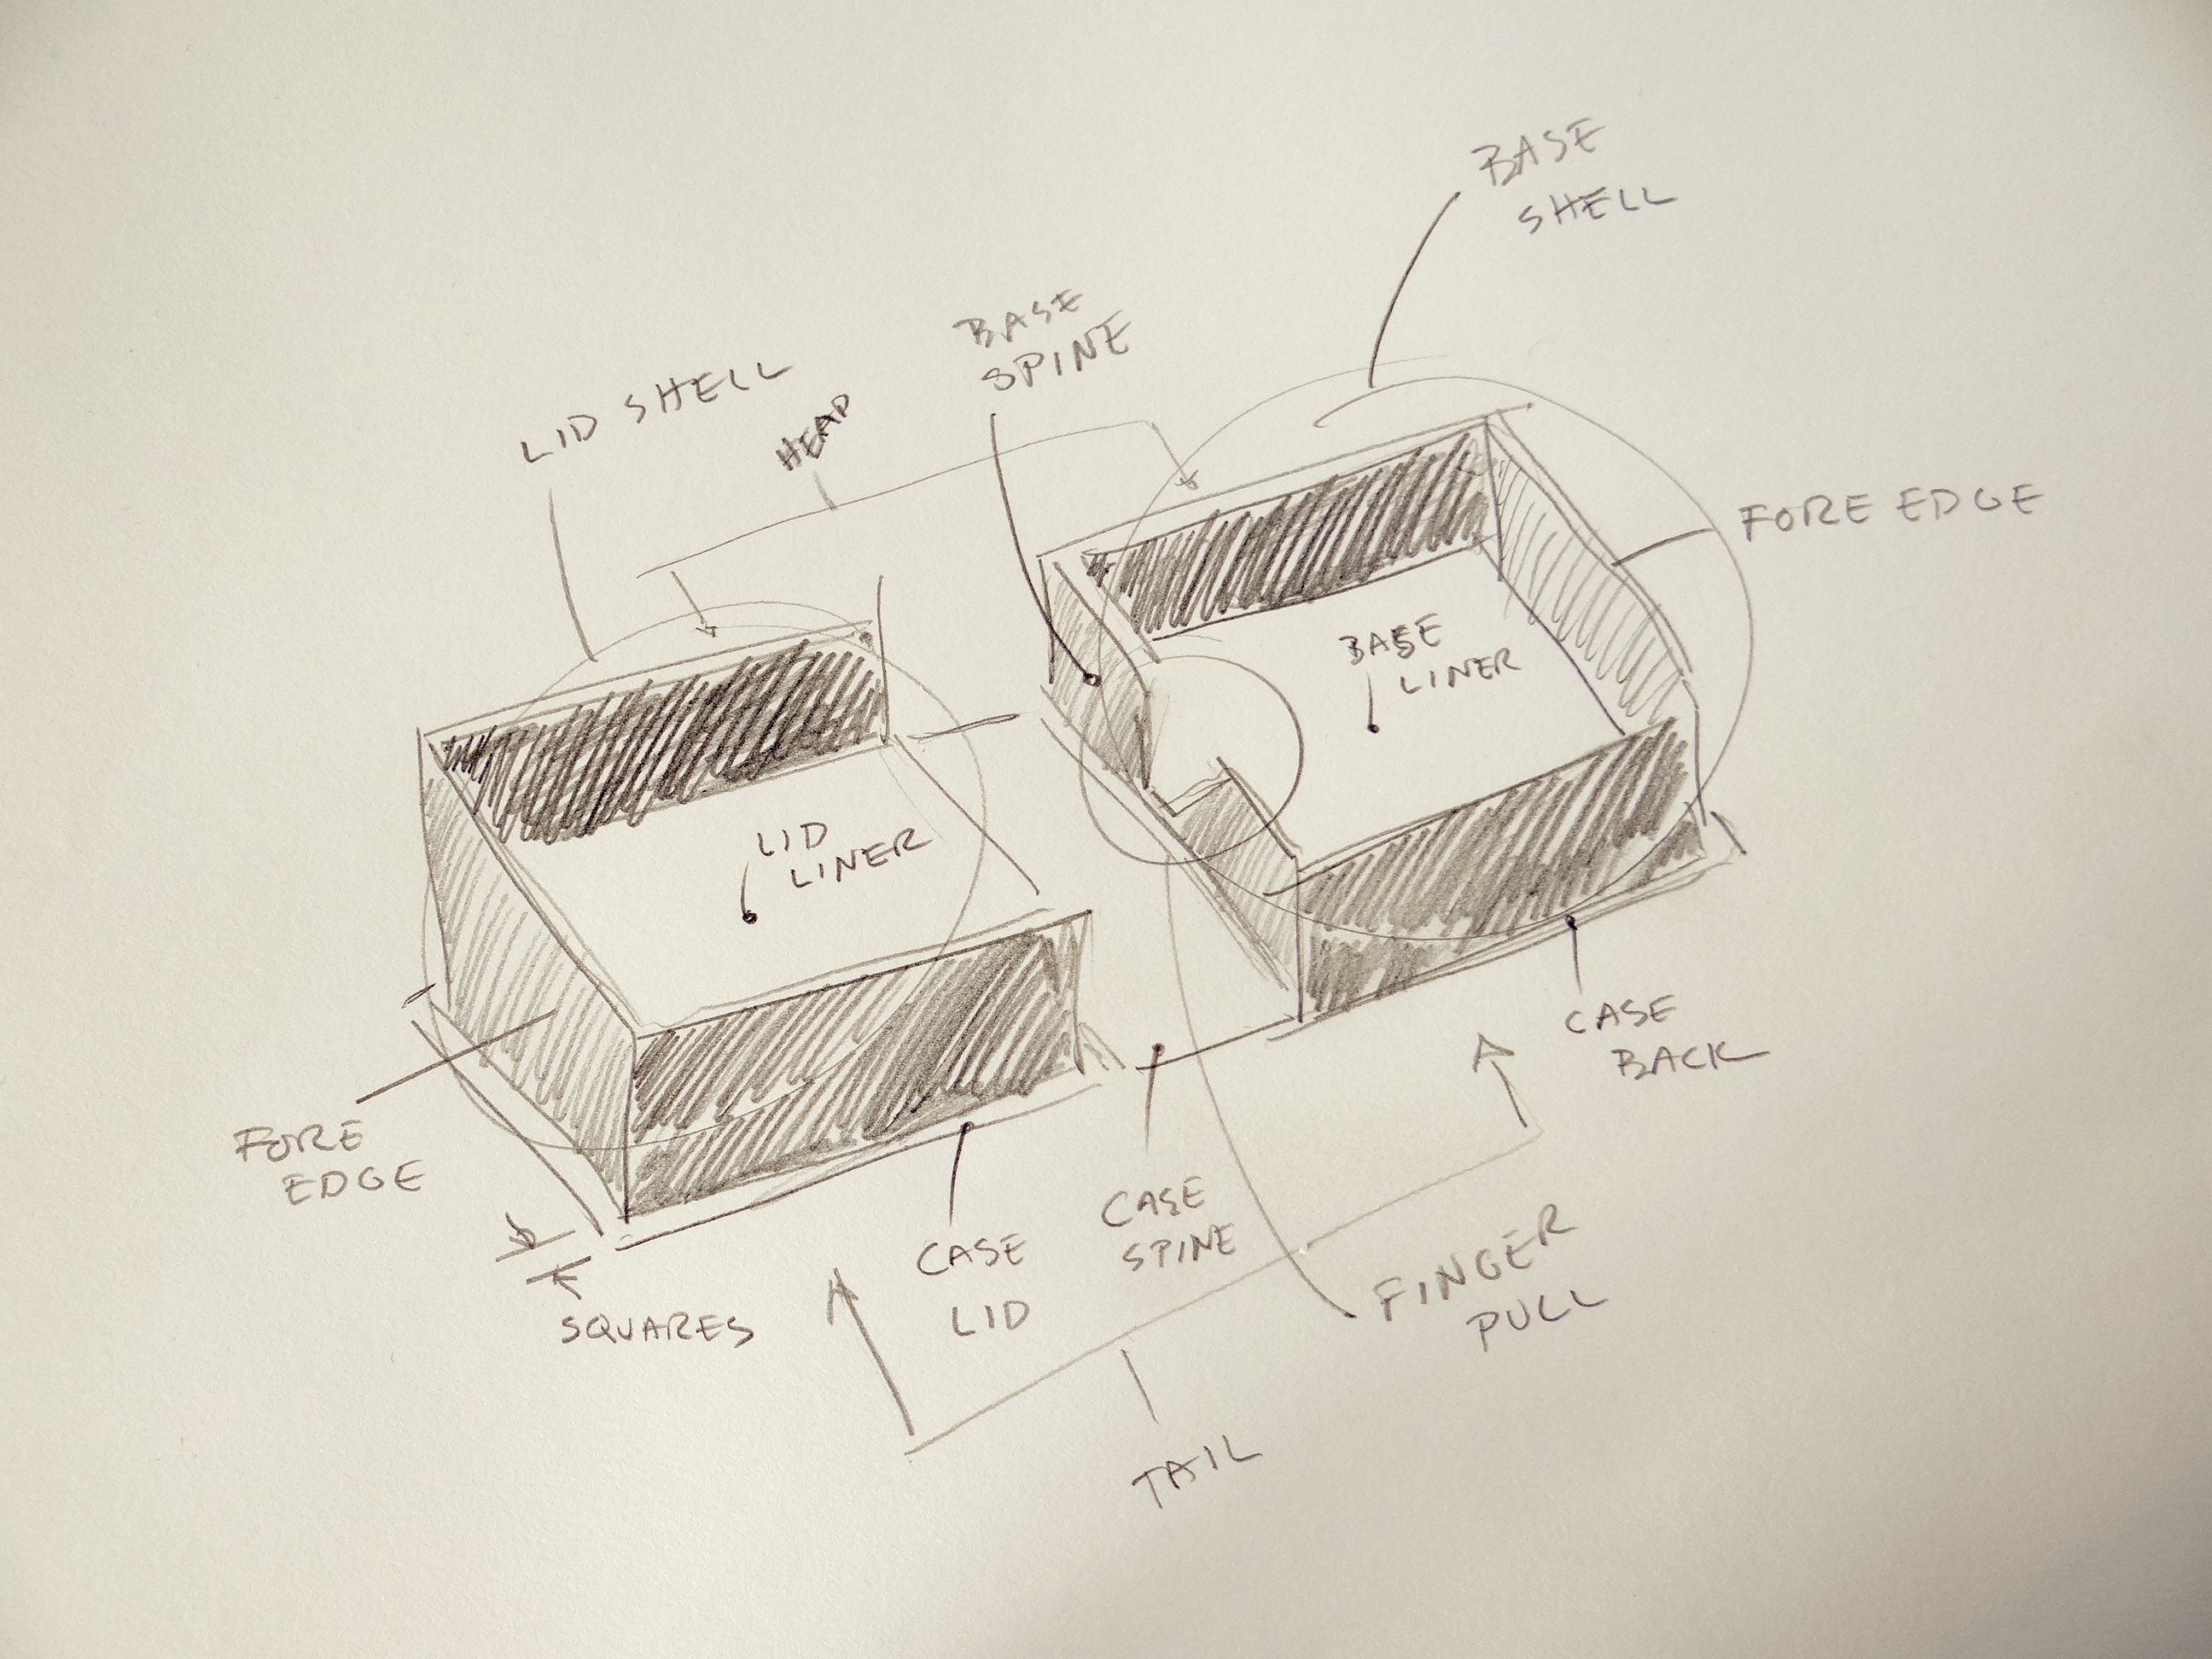 BASE
SHELL
BASE
SPINE
LID SHELL
HEAD
FORE EDGE
BASE
LINER
LID
LINER
CASE
BACK
FORE
EDGE
CASE
SPINE
CASE
LID
FINGER
PULL
SQUARES
TAIL